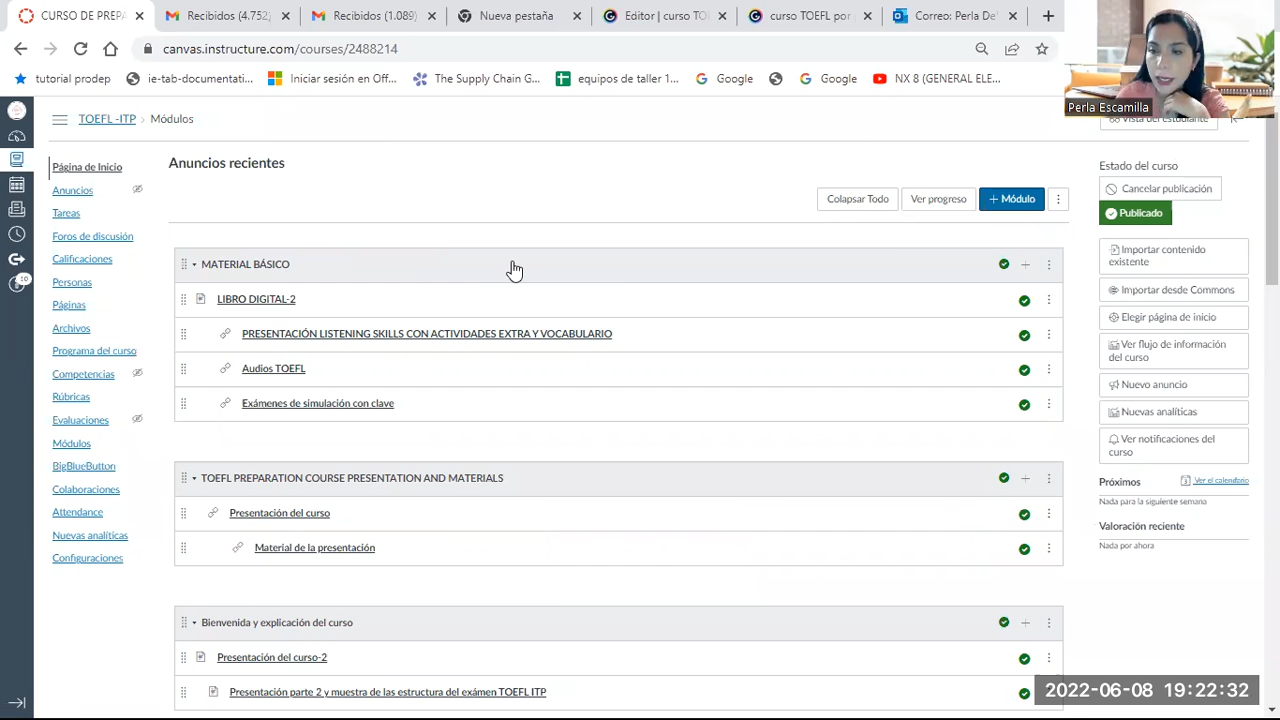 CURSO DE PREPA
Recibidos (4.752)
Recibidos (1.089)
Nueva pestaña
Editor | curso TO
curso TOEFL por
Correo: Perla De
canvas.instructure.com/courses/2488214
tutorial prodep
ie-tab-documentati...
Iniciar sesión en Cit...
The Supply Chain G...
equipos de fut 1...
Google
Google
NX 8 (GENERAL ELE...
Perla Escamilla
TOEFL -ITP
Módulos
Vista del estudiante
Página de Inicio
Anuncios
Tareas
Foros de discusión
Calificaciones
Personas
Páginas
Archivos
Programa del curso
Competencias
Rúbricas
Evaluaciones
Módulos
BigBlueButton
Colaboraciones
Attendance
Nuevas analíticas
Configuraciones
10
Anuncios recientes
Colapsar Todo
Ver progreso
+ Módulo
MATERIAL BÁSICO
LIBRO DIGITAL-2
PRESENTACIÓN LISTENING SKILLS CON ACTIVIDADES EXTRA Y VOCABULARIO
Audios TOEFL
Exámenes de simulación con clave
TOEFL PREPARATION COURSE PRESENTATION AND MATERIALS
Presentación del curso
Material de la presentación
Bienvenida y explicación del curso
Presentación del curso-2
Presentación parte 2 y muestra de las estructura del exámen TOEFL ITP
Estado del curso
Cancelar publicación
Publicado
Importar contenido
existente
Importar desde Commons
Elegir página de inicio
Ver flujo de información
del curso
Nuevo anuncio
Nuevas analíticas
Ver notificaciones del
curso
Próximos
Ver el calendario
Nada para la siguiente semana
Valoración reciente
Nada por ahora
2022-06-08 19:22:32